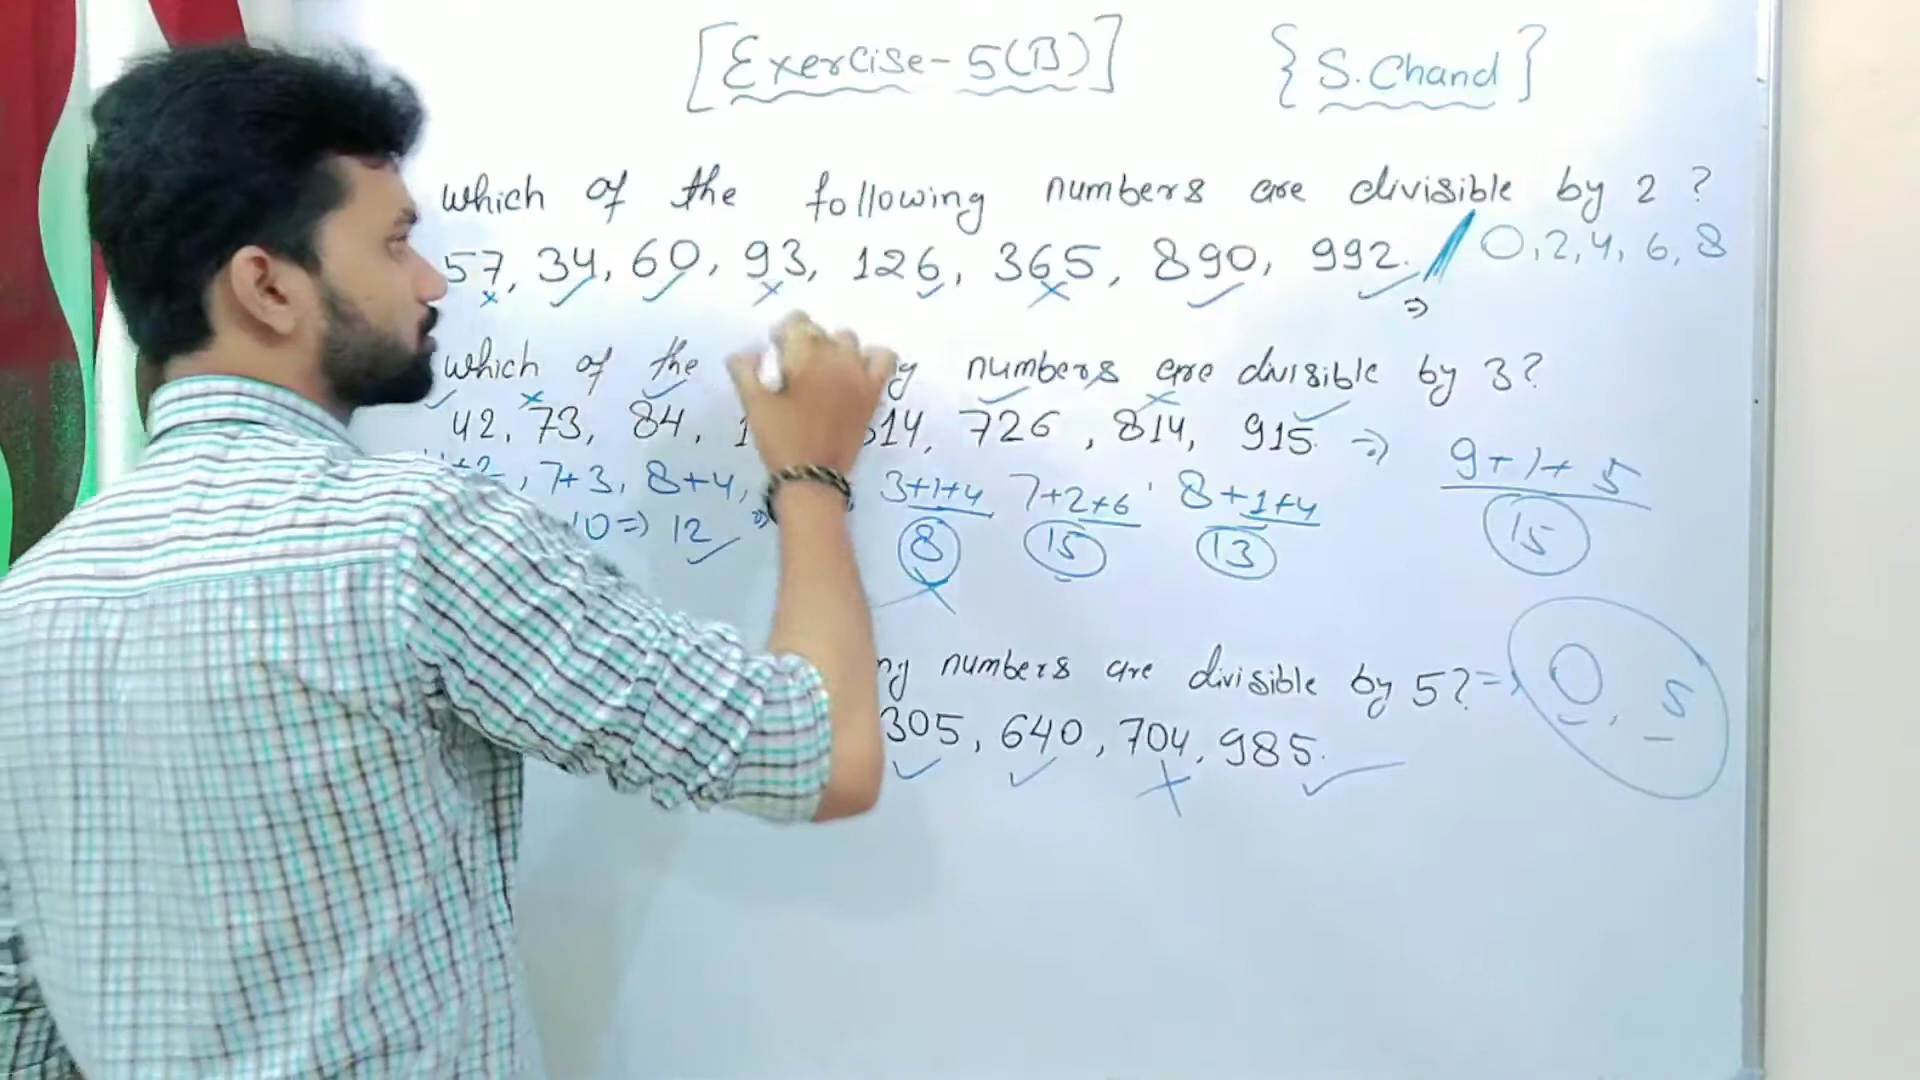 [Exercise-5(B)] {S.Chand}
which of the following numbers are divisible by 2 ?
57, 34, 60, 93, 126, 365, 890, 992. 0, 2, 4, 6, 8
⇒
which of the numbers are divisible by 3?
42, 73, 84, 314, 726, 814, 915. ⇒ 9+1+5
7+3, 8+4, 3+1+4 7+2+6 8+1+4
10 ⇒ 12 8 15 13 15
numbers are divisible by 5? ⇒ 0, 5
305, 640, 704, 985.